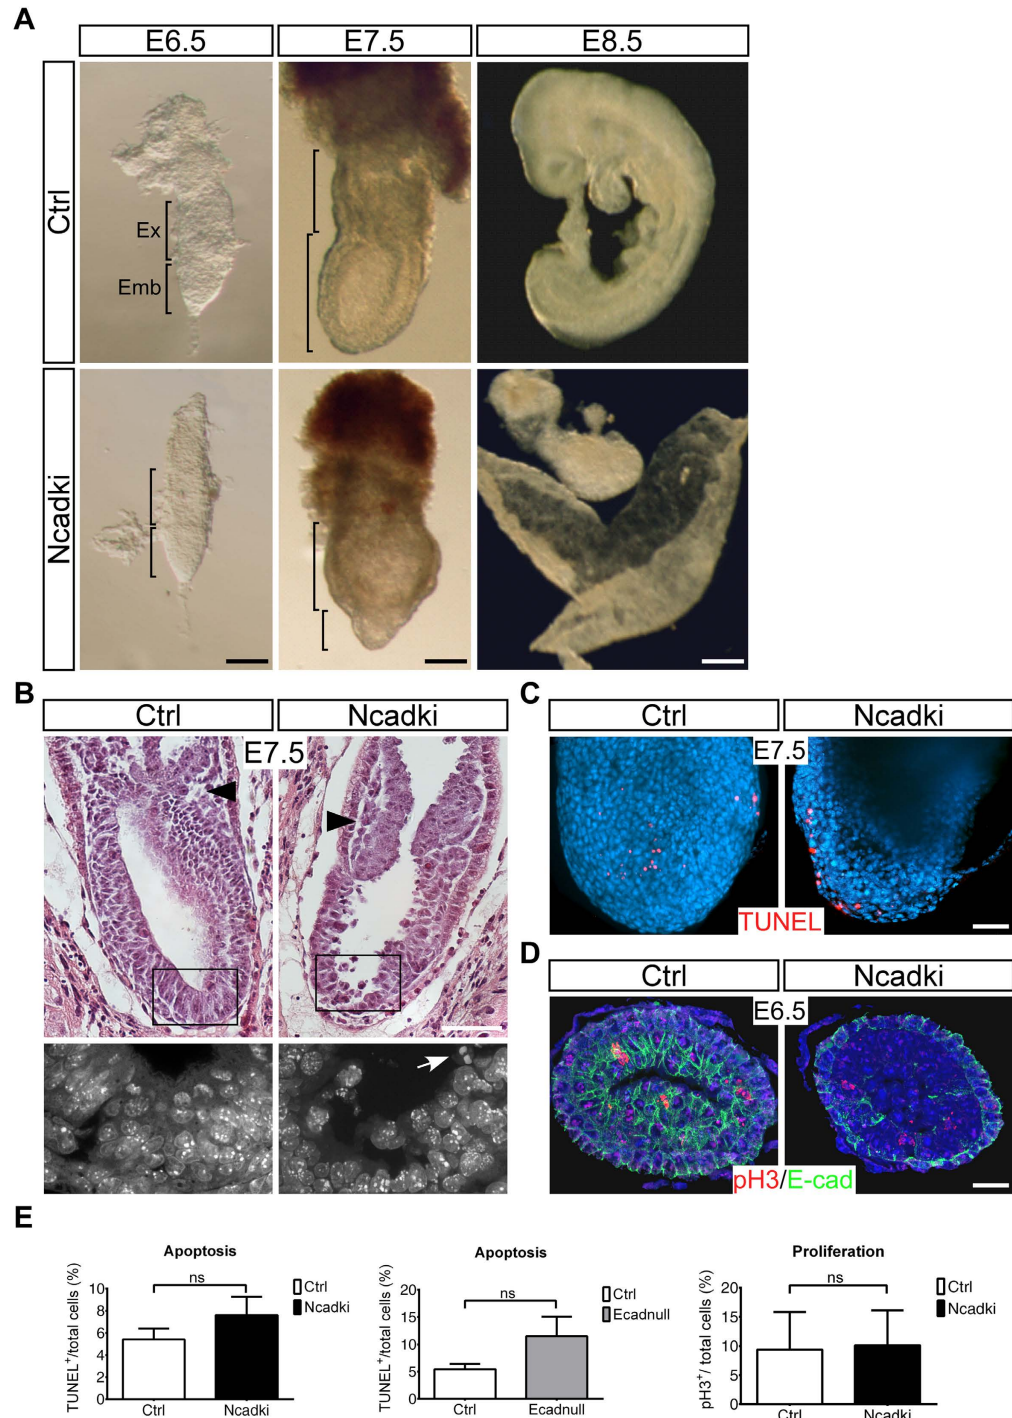 A
E6.5 E7.5 E8.5
Ctrl
Ex
Emb
Ncadki
B
Ctrl Ncadki
E7.5
C
Ctrl Ncadki
E7.5
TUNEL
D
Ctrl Ncadki
E6.5
pH3/E-cad
E
Apoptosis
TUNEL⁺/total cells (%)
10
8
6
4
2
0
ns
Ctrl
Ncadki
Ctrl Ncadki
Apoptosis
TUNEL⁺/total cells (%)
20
15
10
5
0
ns
Ctrl
Ecadnull
Ctrl Ecadnull
Proliferation
pH3⁺/ total cells (%)
20
15
10
5
0
ns
Ctrl
Ncadki
Ctrl Ncadki